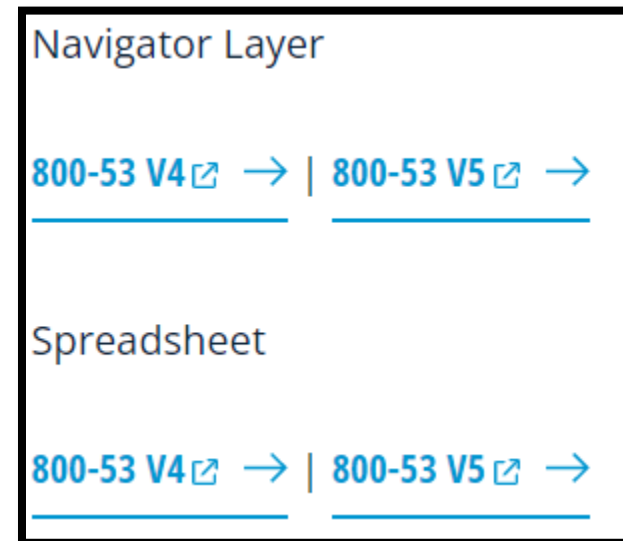 Navigator Layer
800-53 V4 → | 800-53 V5 →
Spreadsheet
800-53 V4 → | 800-53 V5 →